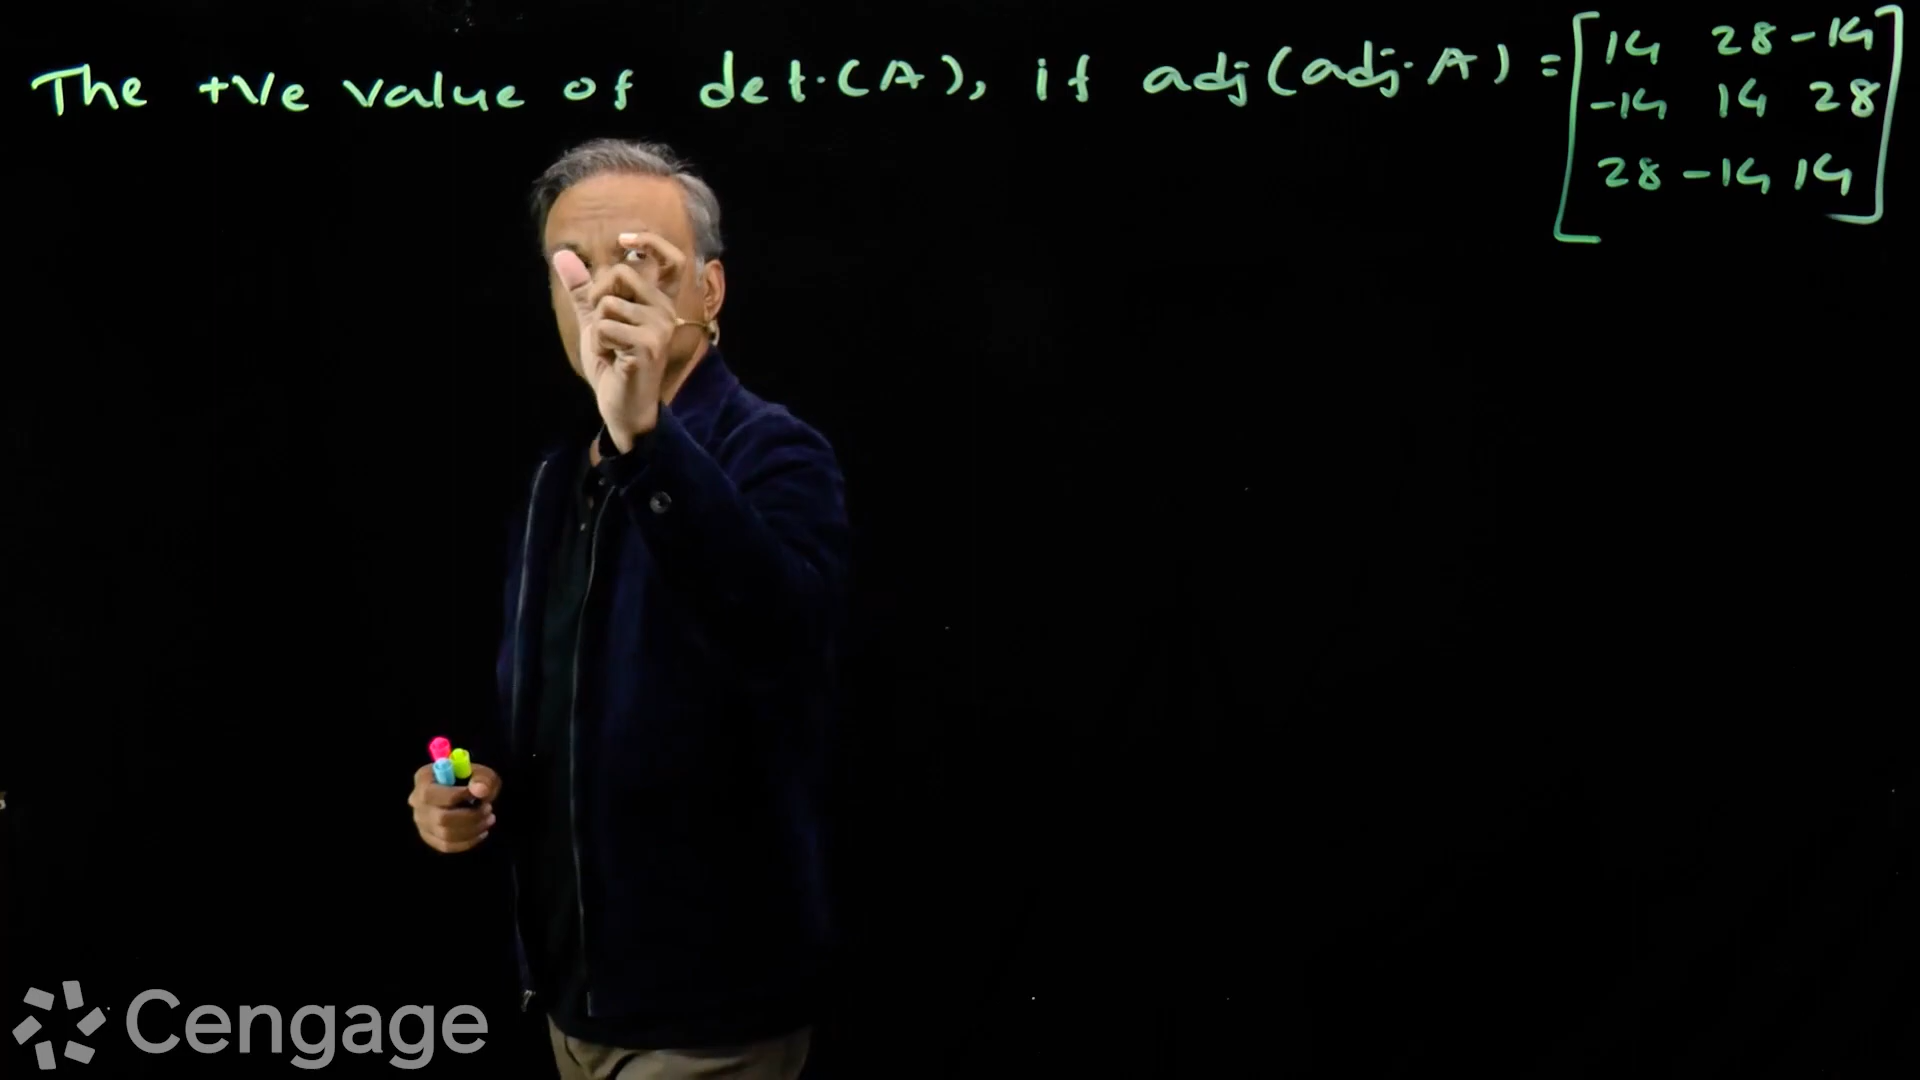 The +ve value of det.(A), if adj(adj.A) = [14 28 -14
-14 14 28
28 -14 14]
Cengage